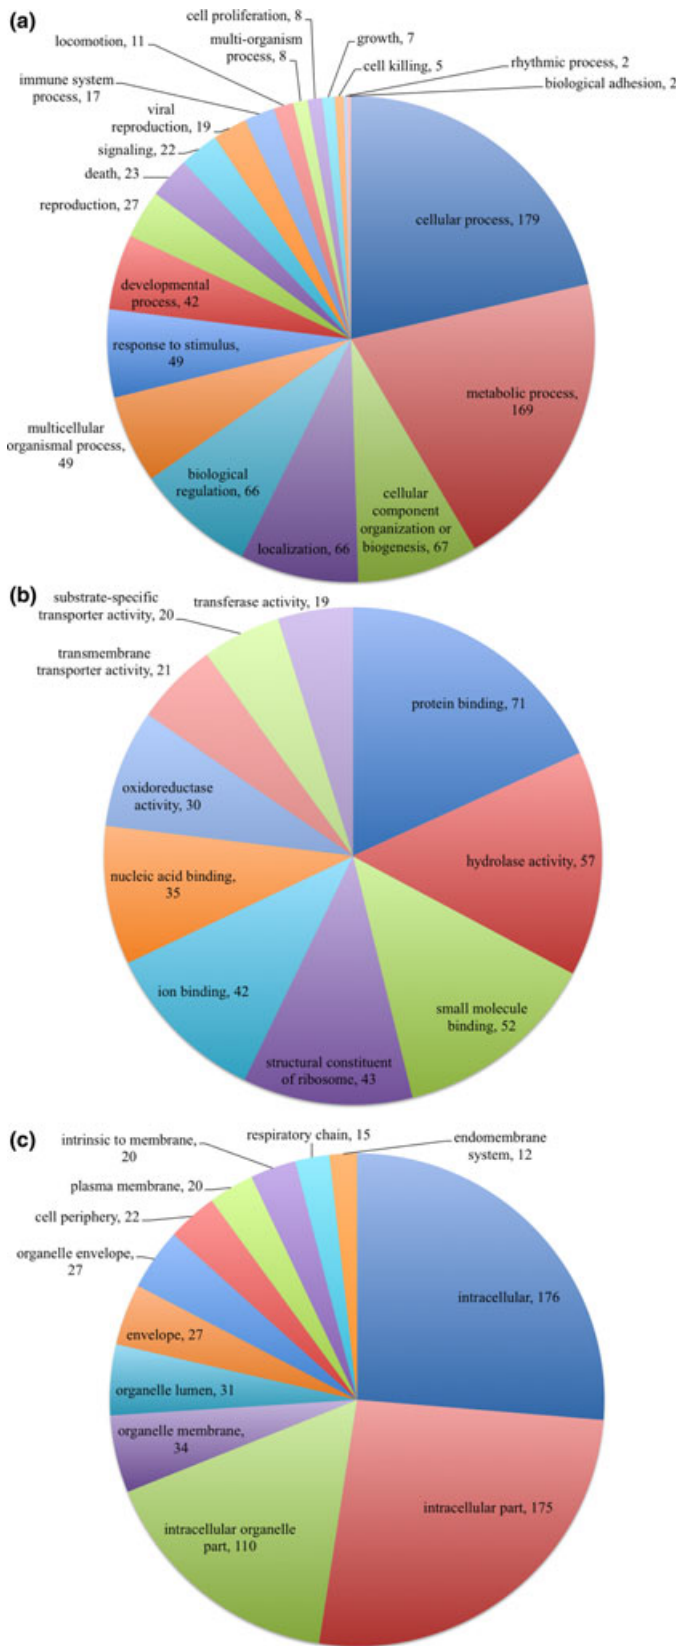 (a)
cell proliferation, 8
locomotion, 11
multi-organism
process, 8
growth, 7
cell killing, 5
rhythmic process, 2
biological adhesion, 2
immune system
process, 17
viral
reproduction, 19
signaling, 22
death, 23
reproduction, 27
cellular process, 179
developmental
process, 42
response to stimulus,
49
metabolic process,
169
multicellular
organismal process,
49
biological
regulation, 66
localization, 66
cellular
component
organization or
biogenesis, 67
(b)
substrate-specific
transporter activity, 20
transferase activity, 19
transmembrane
transporter activity, 21
protein binding, 71
oxidoreductase
activity, 30
hydrolase activity, 57
nucleic acid binding,
35
ion binding, 42
small molecule
binding, 52
structural constituent
of ribosome, 43
(c)
intrinsic to membrane,
20
respiratory chain, 15
endomembrane
system, 12
plasma membrane, 20
cell periphery, 22
organelle envelope,
27
intracellular, 176
envelope, 27
organelle lumen, 31
organelle membrane,
34
intracellular part, 175
intracellular organelle
part, 110